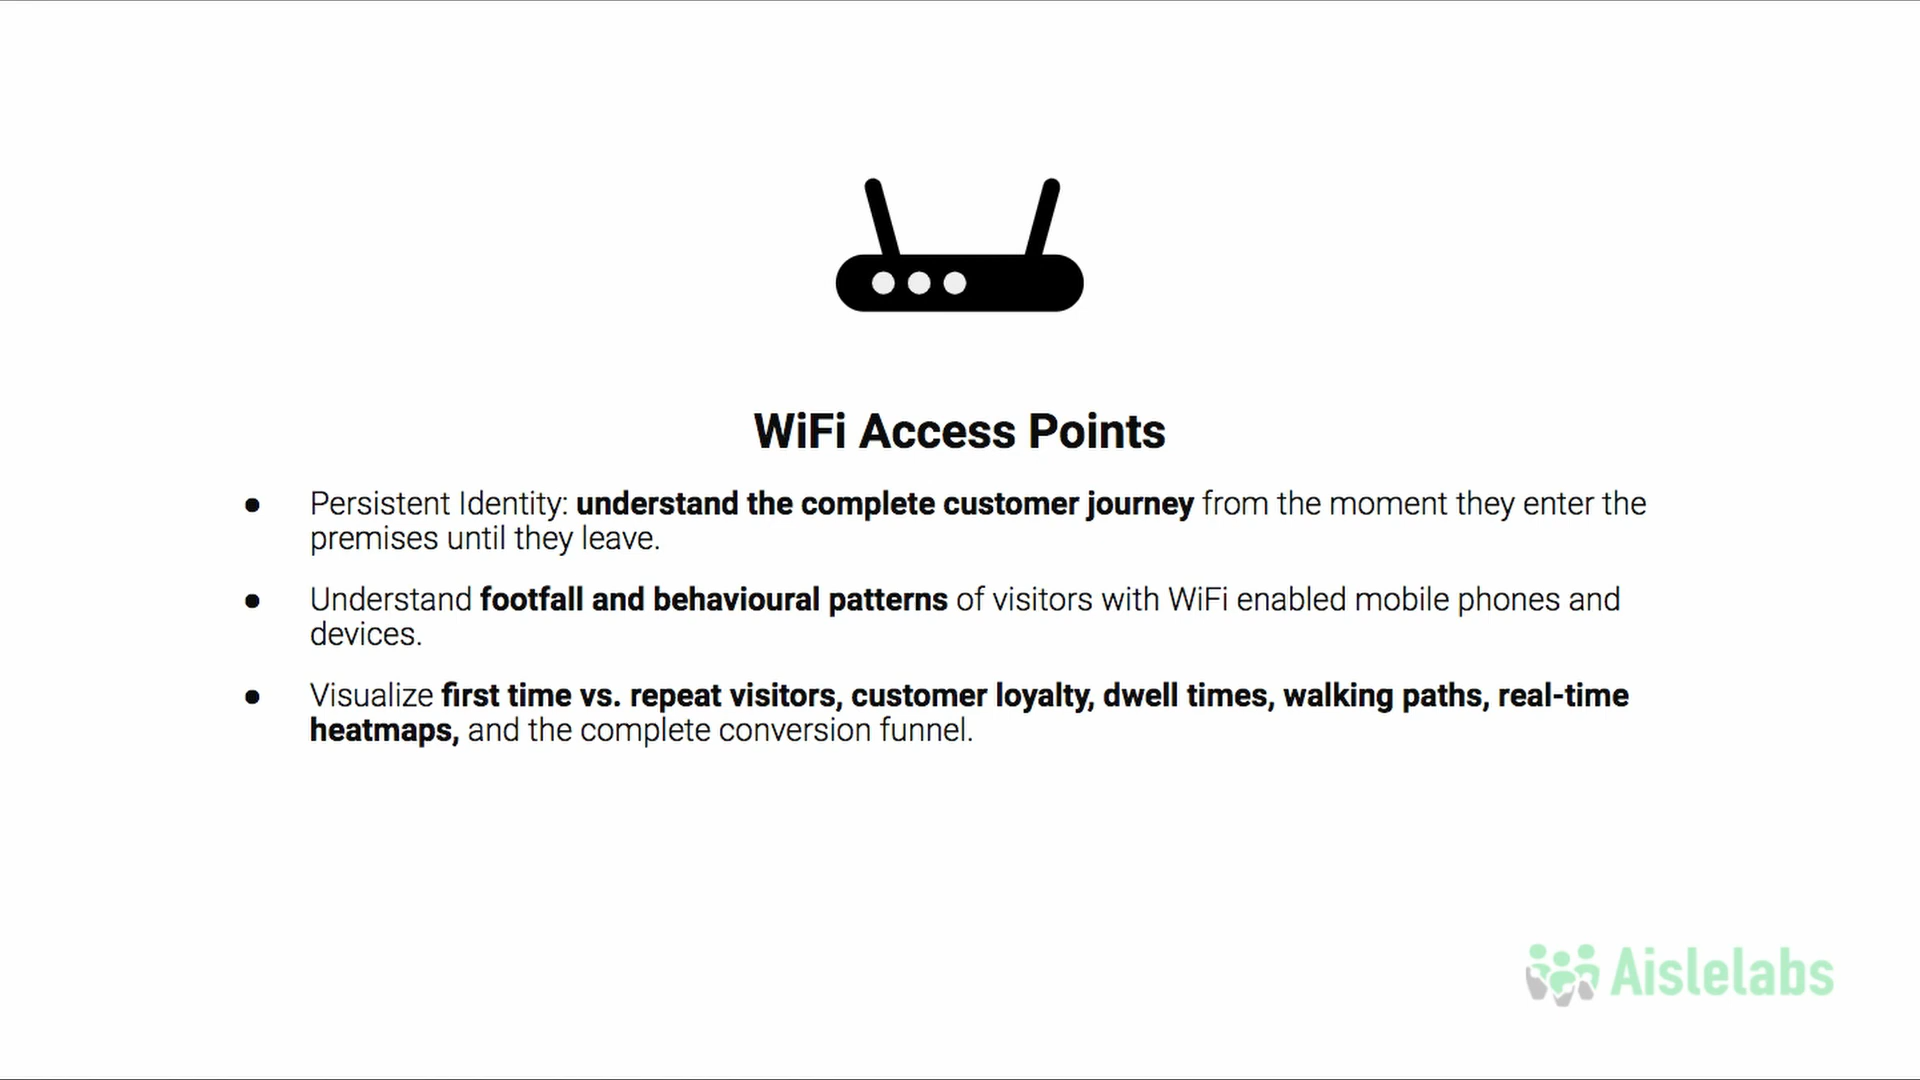 WiFi Access Points
● Persistent Identity: understand the complete customer journey from the moment they enter the
premises until they leave.
● Understand footfall and behavioural patterns of visitors with WiFi enabled mobile phones and
devices.
● Visualize first time vs. repeat visitors, customer loyalty, dwell times, walking paths, real-time
heatmaps, and the complete conversion funnel.
Aislelabs